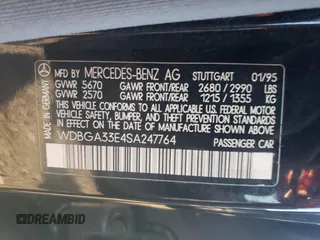 MADE IN GERMANY
MERCEDES-BENZ AG STUTTGART 01/95
GVWR 5670 GAWR FRONT/REAR 2680/2990 LBS
GVWR 2570 GAWR FRONT/REAR 1215/1355 KG
THIS VEHICLE CONFORMS TO ALL APPLICABLE FEDERAL MOTOR
VEHICLE SAFETY, BUMPER, AND THEFT PREVENTION STANDARDS
IN EFFECT ON THE DATE OF MANUFACTURE SHOWN ABOVE.
WDBGA33E4SA247764 PASSENGER CAR
DREAMBID